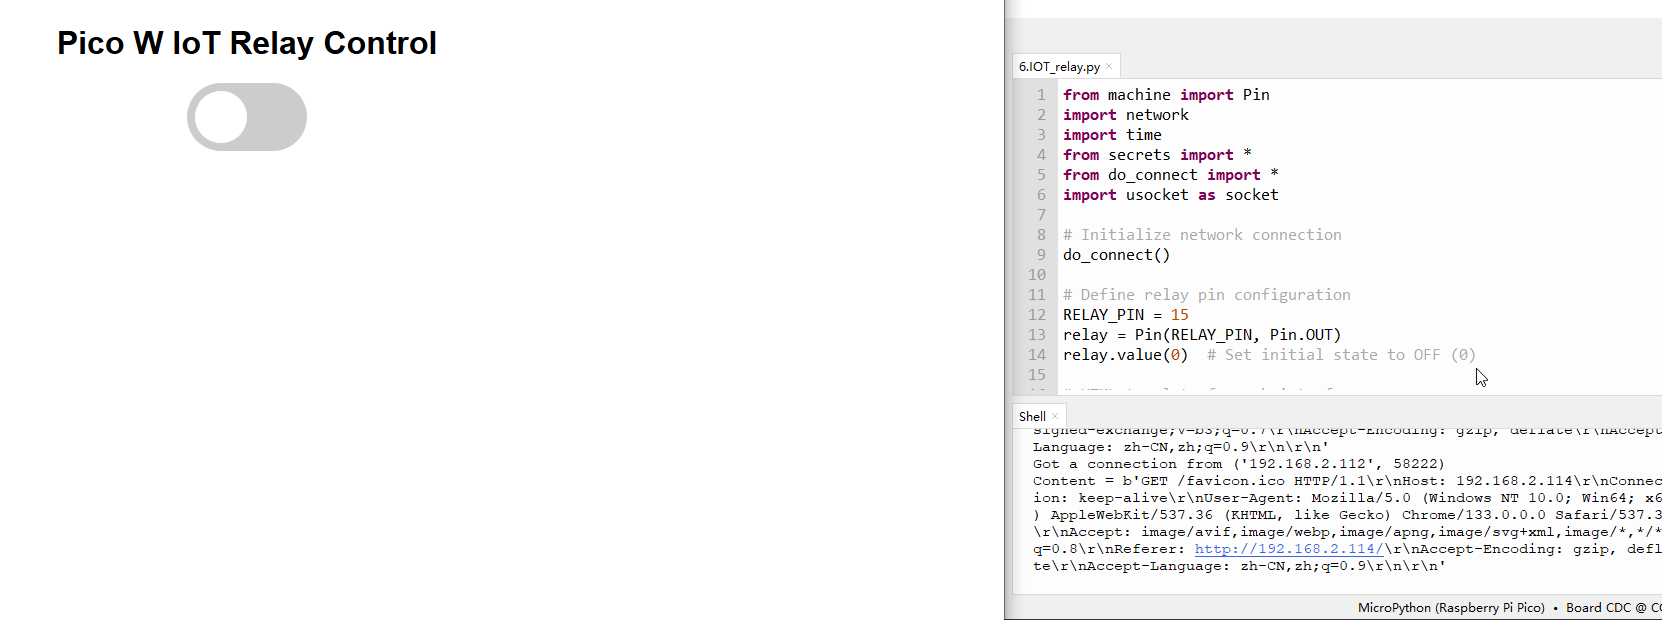 Pico W IoT Relay Control
6.IOT_relay.py ×
1 from machine import Pin
2 import network
3 import time
4 from secrets import *
5 from do_connect import *
6 import usocket as socket
7
8 # Initialize network connection
9 do_connect()
10
11 # Define relay pin configuration
12 RELAY_PIN = 15
13 relay = Pin(RELAY_PIN, Pin.OUT)
14 relay.value(0)  # Set initial state to OFF (0)
15
Shell ×
signed-exchange;v=b3;q=0.7\r\nAccept-Encoding: gzip, deflate\r\nAccept
Language: zh-CN,zh;q=0.9\r\n\r\n'
Got a connection from ('192.168.2.112', 58222)
Content = b'GET /favicon.ico HTTP/1.1\r\nHost: 192.168.2.114\r\nConnec
ion: keep-alive\r\nUser-Agent: Mozilla/5.0 (Windows NT 10.0; Win64; x6
) AppleWebKit/537.36 (KHTML, like Gecko) Chrome/133.0.0.0 Safari/537.3
\r\nAccept: image/avif,image/webp,image/apng,image/svg+xml,image/*,*/*
q=0.8\r\nReferer: http://192.168.2.114/\r\nAccept-Encoding: gzip, defl
te\r\nAccept-Language: zh-CN,zh;q=0.9\r\n\r\n'
MicroPython (Raspberry Pi Pico) • Board CDC @ CO